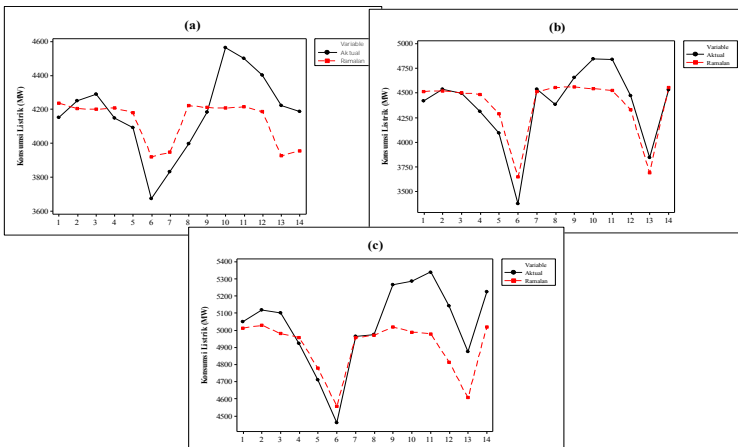 (a)
Konsumsi Listrik (MW)
4600
4400
4200
4000
3800
3600
1 2 3 4 5 6 7 8 9 10 11 12 13 14
Variable
Aktual
Ramalan
(b)
Konsumsi Listrik (MW)
5000
4750
4500
4250
4000
3750
3500
1 2 3 4 5 6 7 8 9 10 11 12 13 14
Variable
Aktual
Ramalan
(c)
Konsumsi Listrik (MW)
5400
5300
5200
5100
5000
4900
4800
4700
4600
4500
1 2 3 4 5 6 7 8 9 10 11 12 13 14
Variable
Aktual
Ramalan